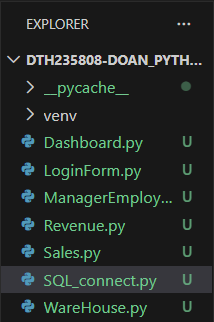 EXPLORER ...
DTH235808-DOAN_PYTH...
__pycache__
venv
Dashboard.py U
LoginForm.py U
ManagerEmploy... U
Revenue.py U
Sales.py U
SQL_connect.py U
WareHouse.py U